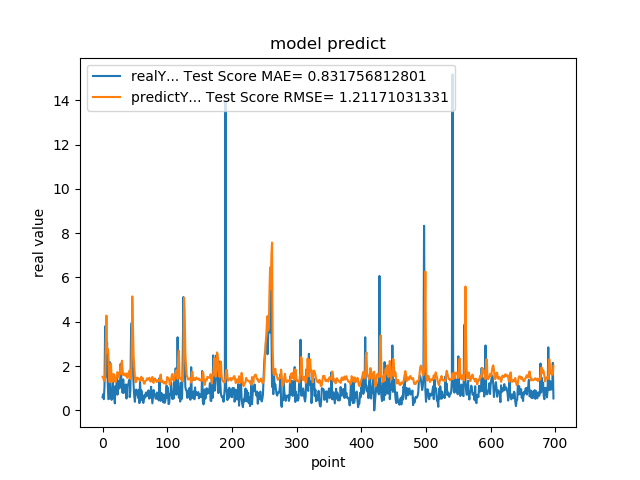 model predict
realY... Test Score MAE= 0.831756812801
predictY... Test Score RMSE= 1.21171031331
14
12
10
8
6
4
2
0
real value
0 100 200 300 400 500 600 700
point